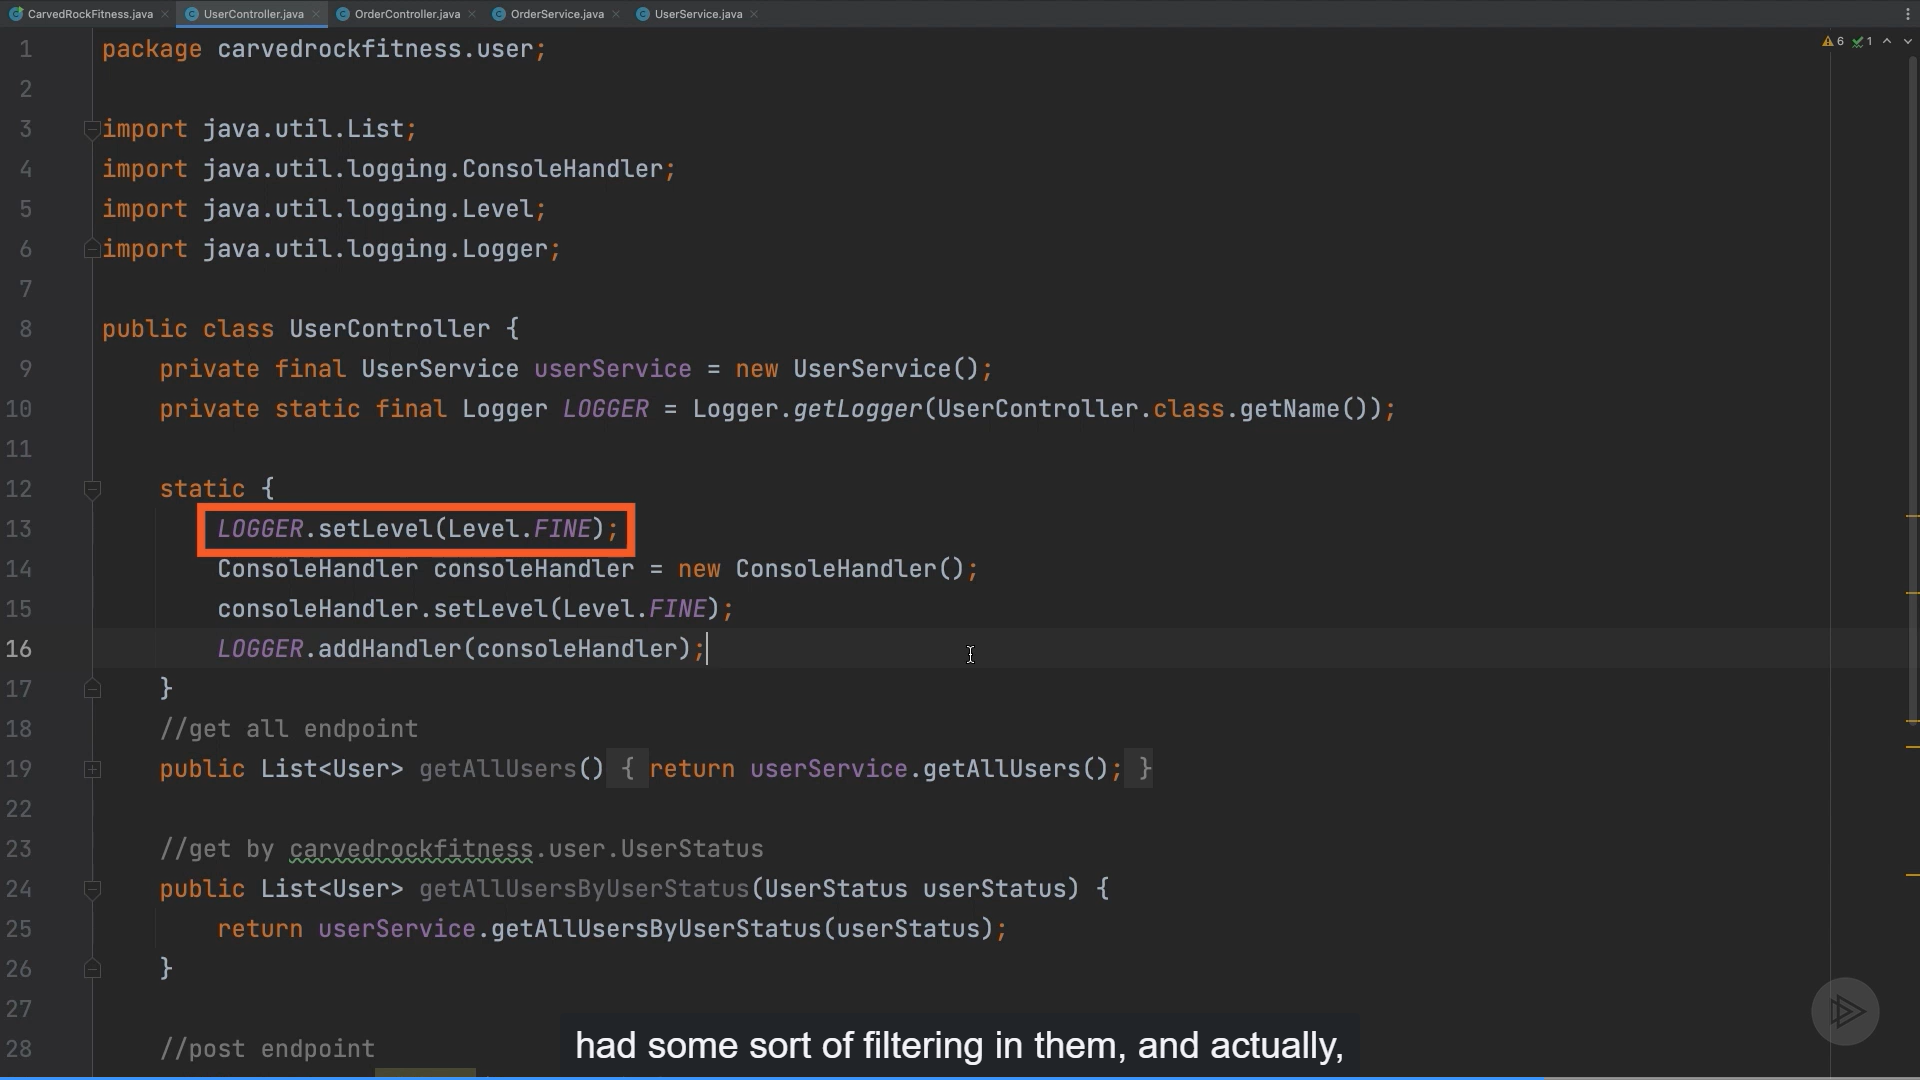 CarvedRockFitness.java UserController.java OrderController.java OrderService.java UserService.java
6 1
1 package carvedrockfitness.user;
2
3 import java.util.List;
4 import java.util.logging.ConsoleHandler;
5 import java.util.logging.Level;
6 import java.util.logging.Logger;
7
8 public class UserController {
9 private final UserService userService = new UserService();
10 private static final Logger LOGGER = Logger.getLogger(UserController.class.getName());
11
12 static {
13 LOGGER.setLevel(Level.FINE);
14 ConsoleHandler consoleHandler = new ConsoleHandler();
15 consoleHandler.setLevel(Level.FINE);
16 LOGGER.addHandler(consoleHandler);
17 }
18 //get all endpoint
19 public List<User> getAllUsers() { return userService.getAllUsers(); }
22
23 //get by carvedrockfitness.user.UserStatus
24 public List<User> getAllUsersByUserStatus(UserStatus userStatus) {
25 return userService.getAllUsersByUserStatus(userStatus);
26 }
27
28 //post endpoint
had some sort of filtering in them, and actually,